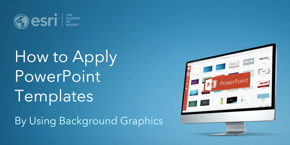 esri
THE
SCIENCE
OF
WHERE
How to Apply
PowerPoint
Templates
By Using Background Graphics
PowerPoint